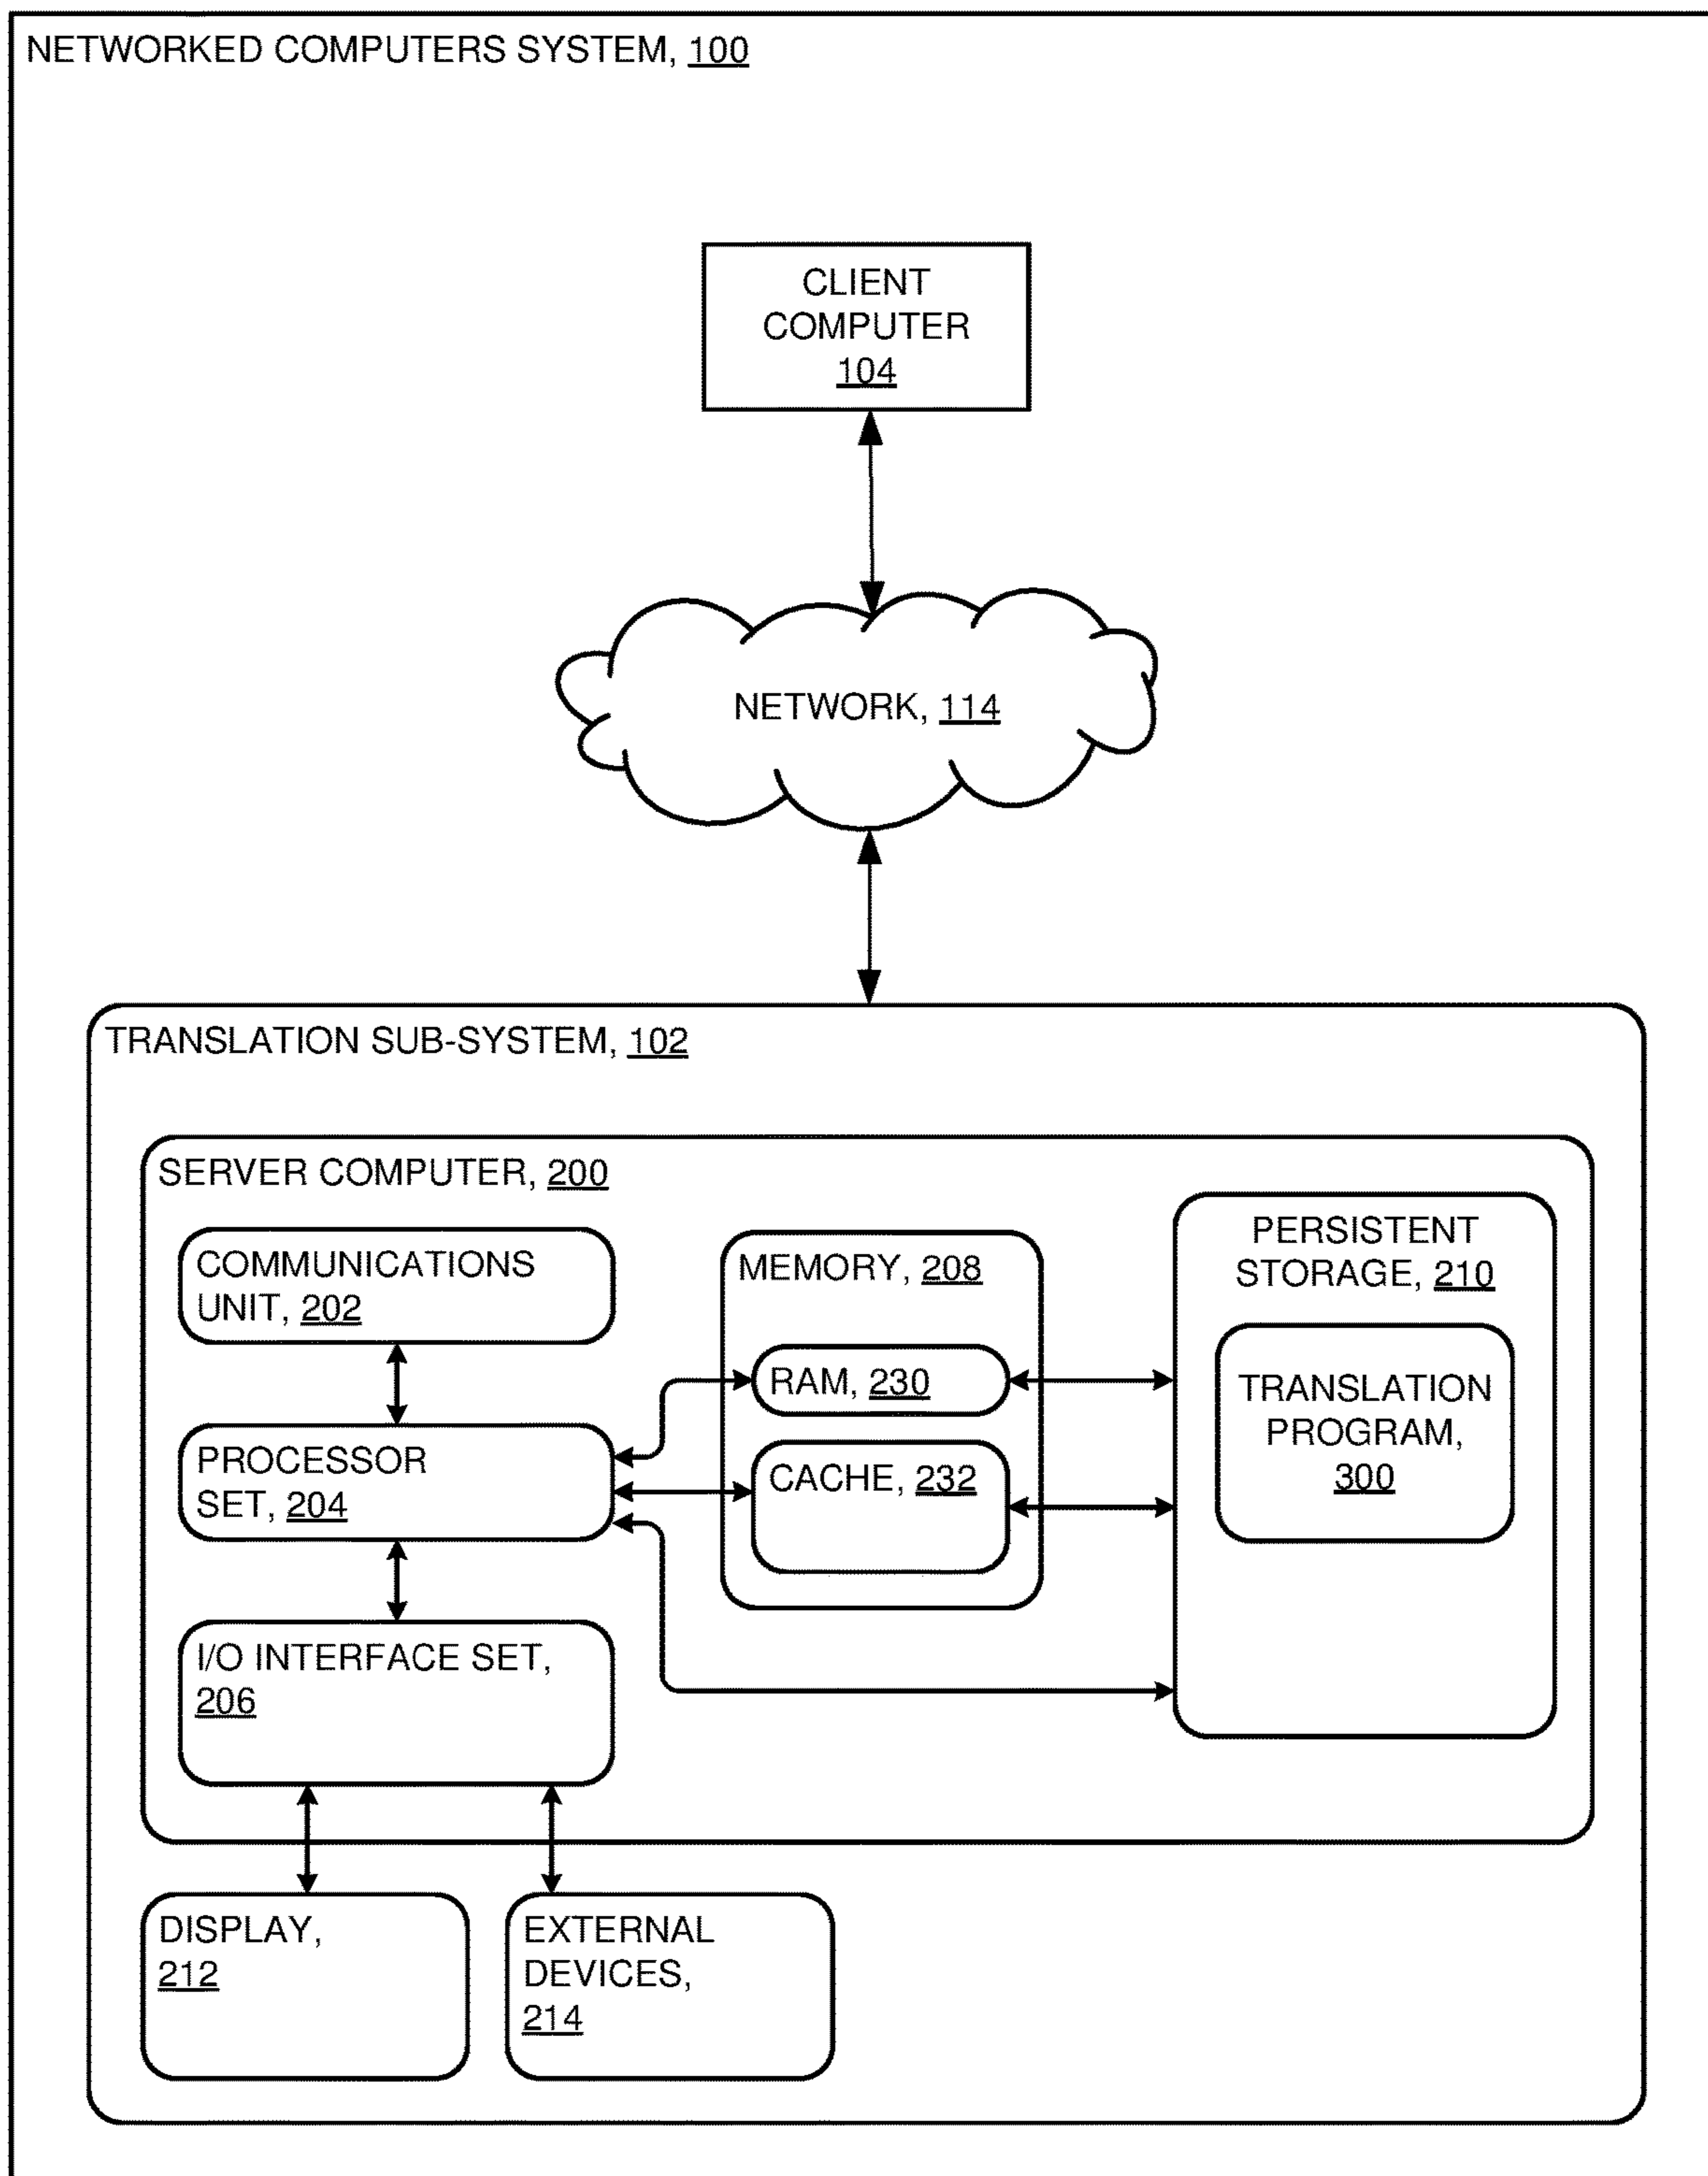 NETWORKED COMPUTERS SYSTEM, 100
CLIENT
COMPUTER
104
NETWORK, 114
TRANSLATION SUB-SYSTEM, 102
SERVER COMPUTER, 200
COMMUNICATIONS
UNIT, 202
PROCESSOR
SET, 204
I/O INTERFACE SET,
206
MEMORY, 208
RAM, 230
CACHE, 232
PERSISTENT
STORAGE, 210
TRANSLATION
PROGRAM,
300
DISPLAY,
212
EXTERNAL
DEVICES,
214